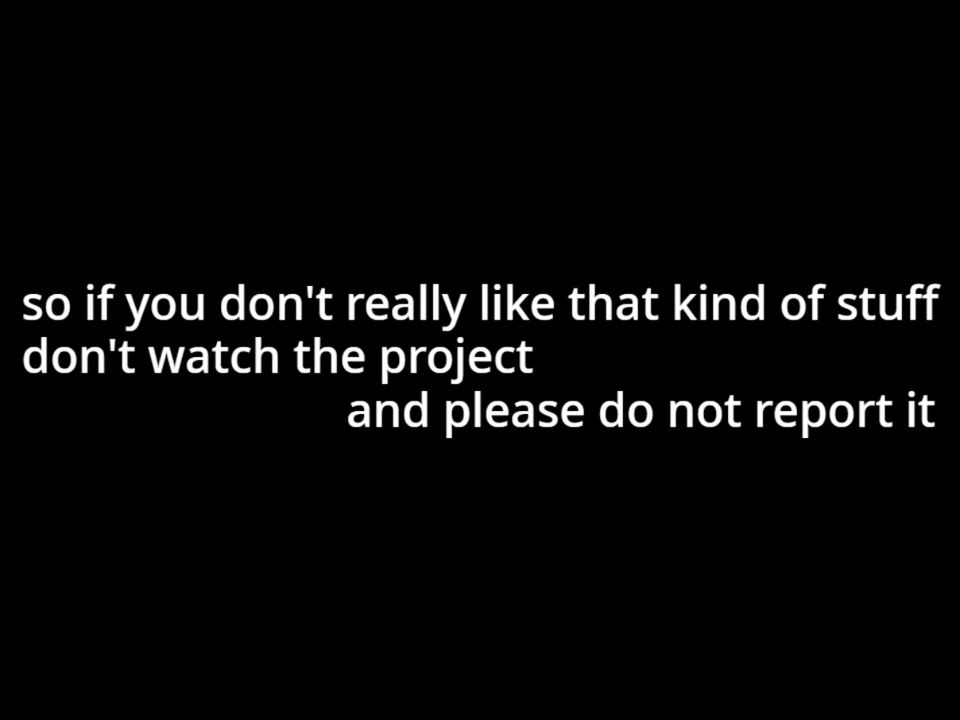 so if you don't really like that kind of stuff
don't watch the project
and please do not report it